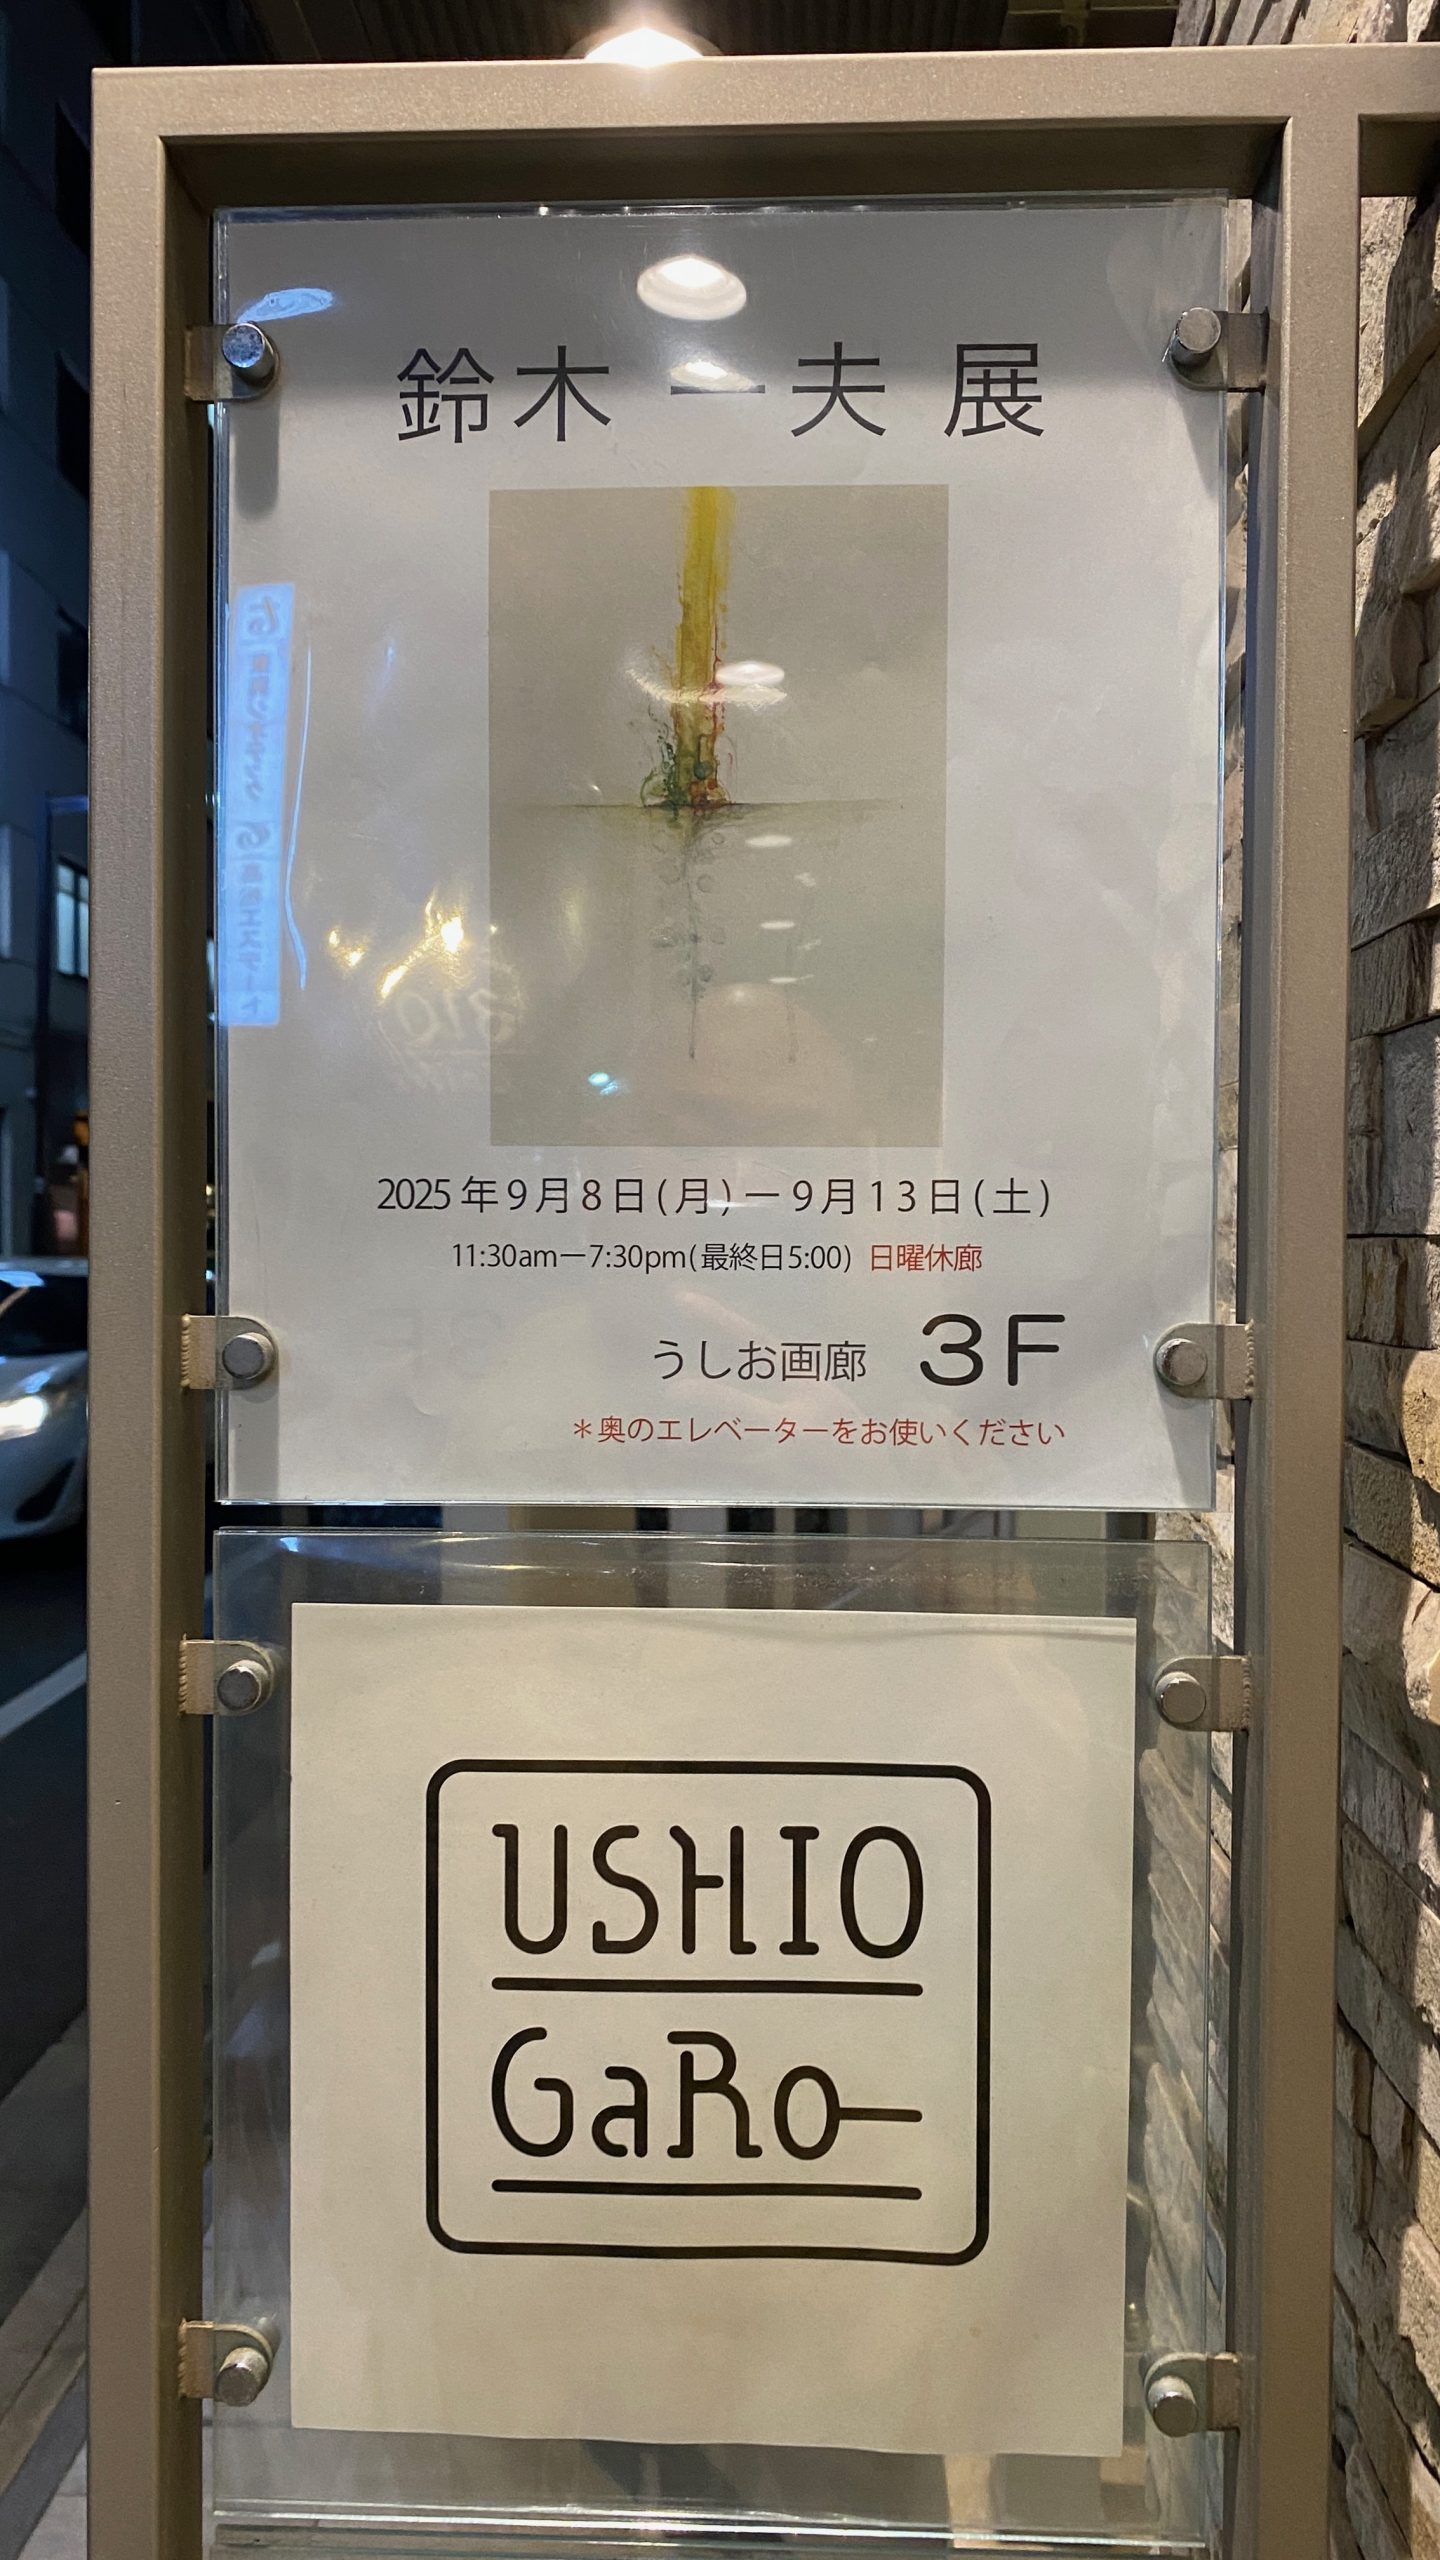 鈴木 一夫 展
2025年9月8日(月)ー9月13日(土)
11:30amー7:30pm(最終日5:00) 日曜休廊
うしお画廊 3F
＊奥のエレベーターをお使いください
USHIO
GaRo